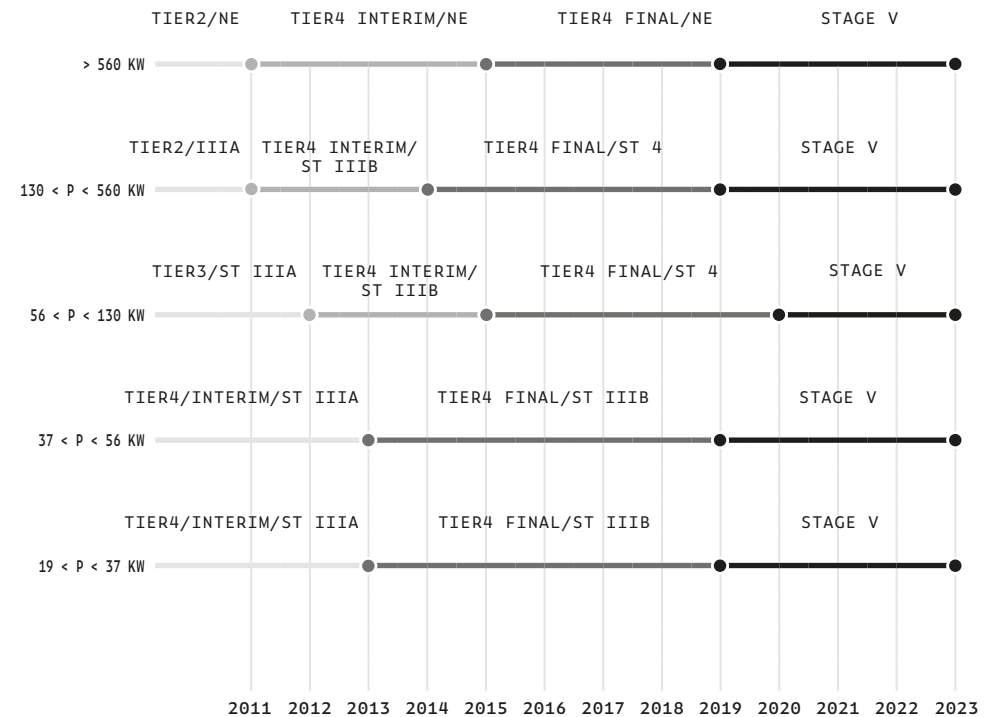 TIER2/NE TIER4 INTERIM/NE TIER4 FINAL/NE STAGE V
> 560 KW
TIER2/IIIA TIER4 INTERIM/ TIER4 FINAL/ST 4 STAGE V
ST IIIB
130 < P < 560 KW
TIER3/ST IIIA TIER4 INTERIM/ TIER4 FINAL/ST 4 STAGE V
ST IIIB
56 < P < 130 KW
TIER4/INTERIM/ST IIIA TIER4 FINAL/ST IIIB STAGE V
37 < P < 56 KW
TIER4/INTERIM/ST IIIA TIER4 FINAL/ST IIIB STAGE V
19 < P < 37 KW
2011 2012 2013 2014 2015 2016 2017 2018 2019 2020 2021 2022 2023